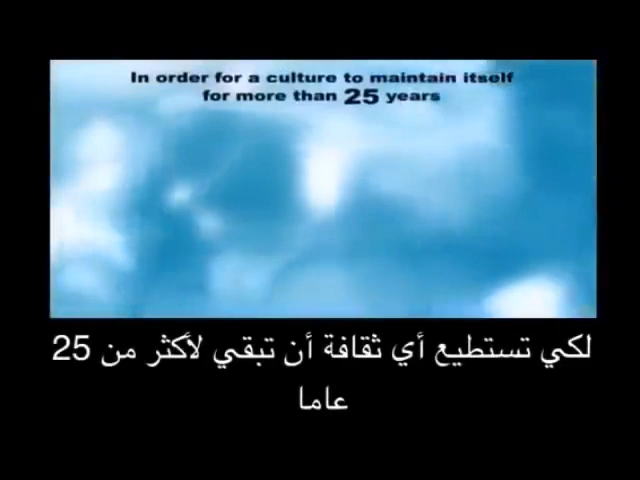 In order for a culture to maintain itself
for more than 25 years
لكي تستطيع أي ثقافة أن تبقي لأكثر من 25
عاما